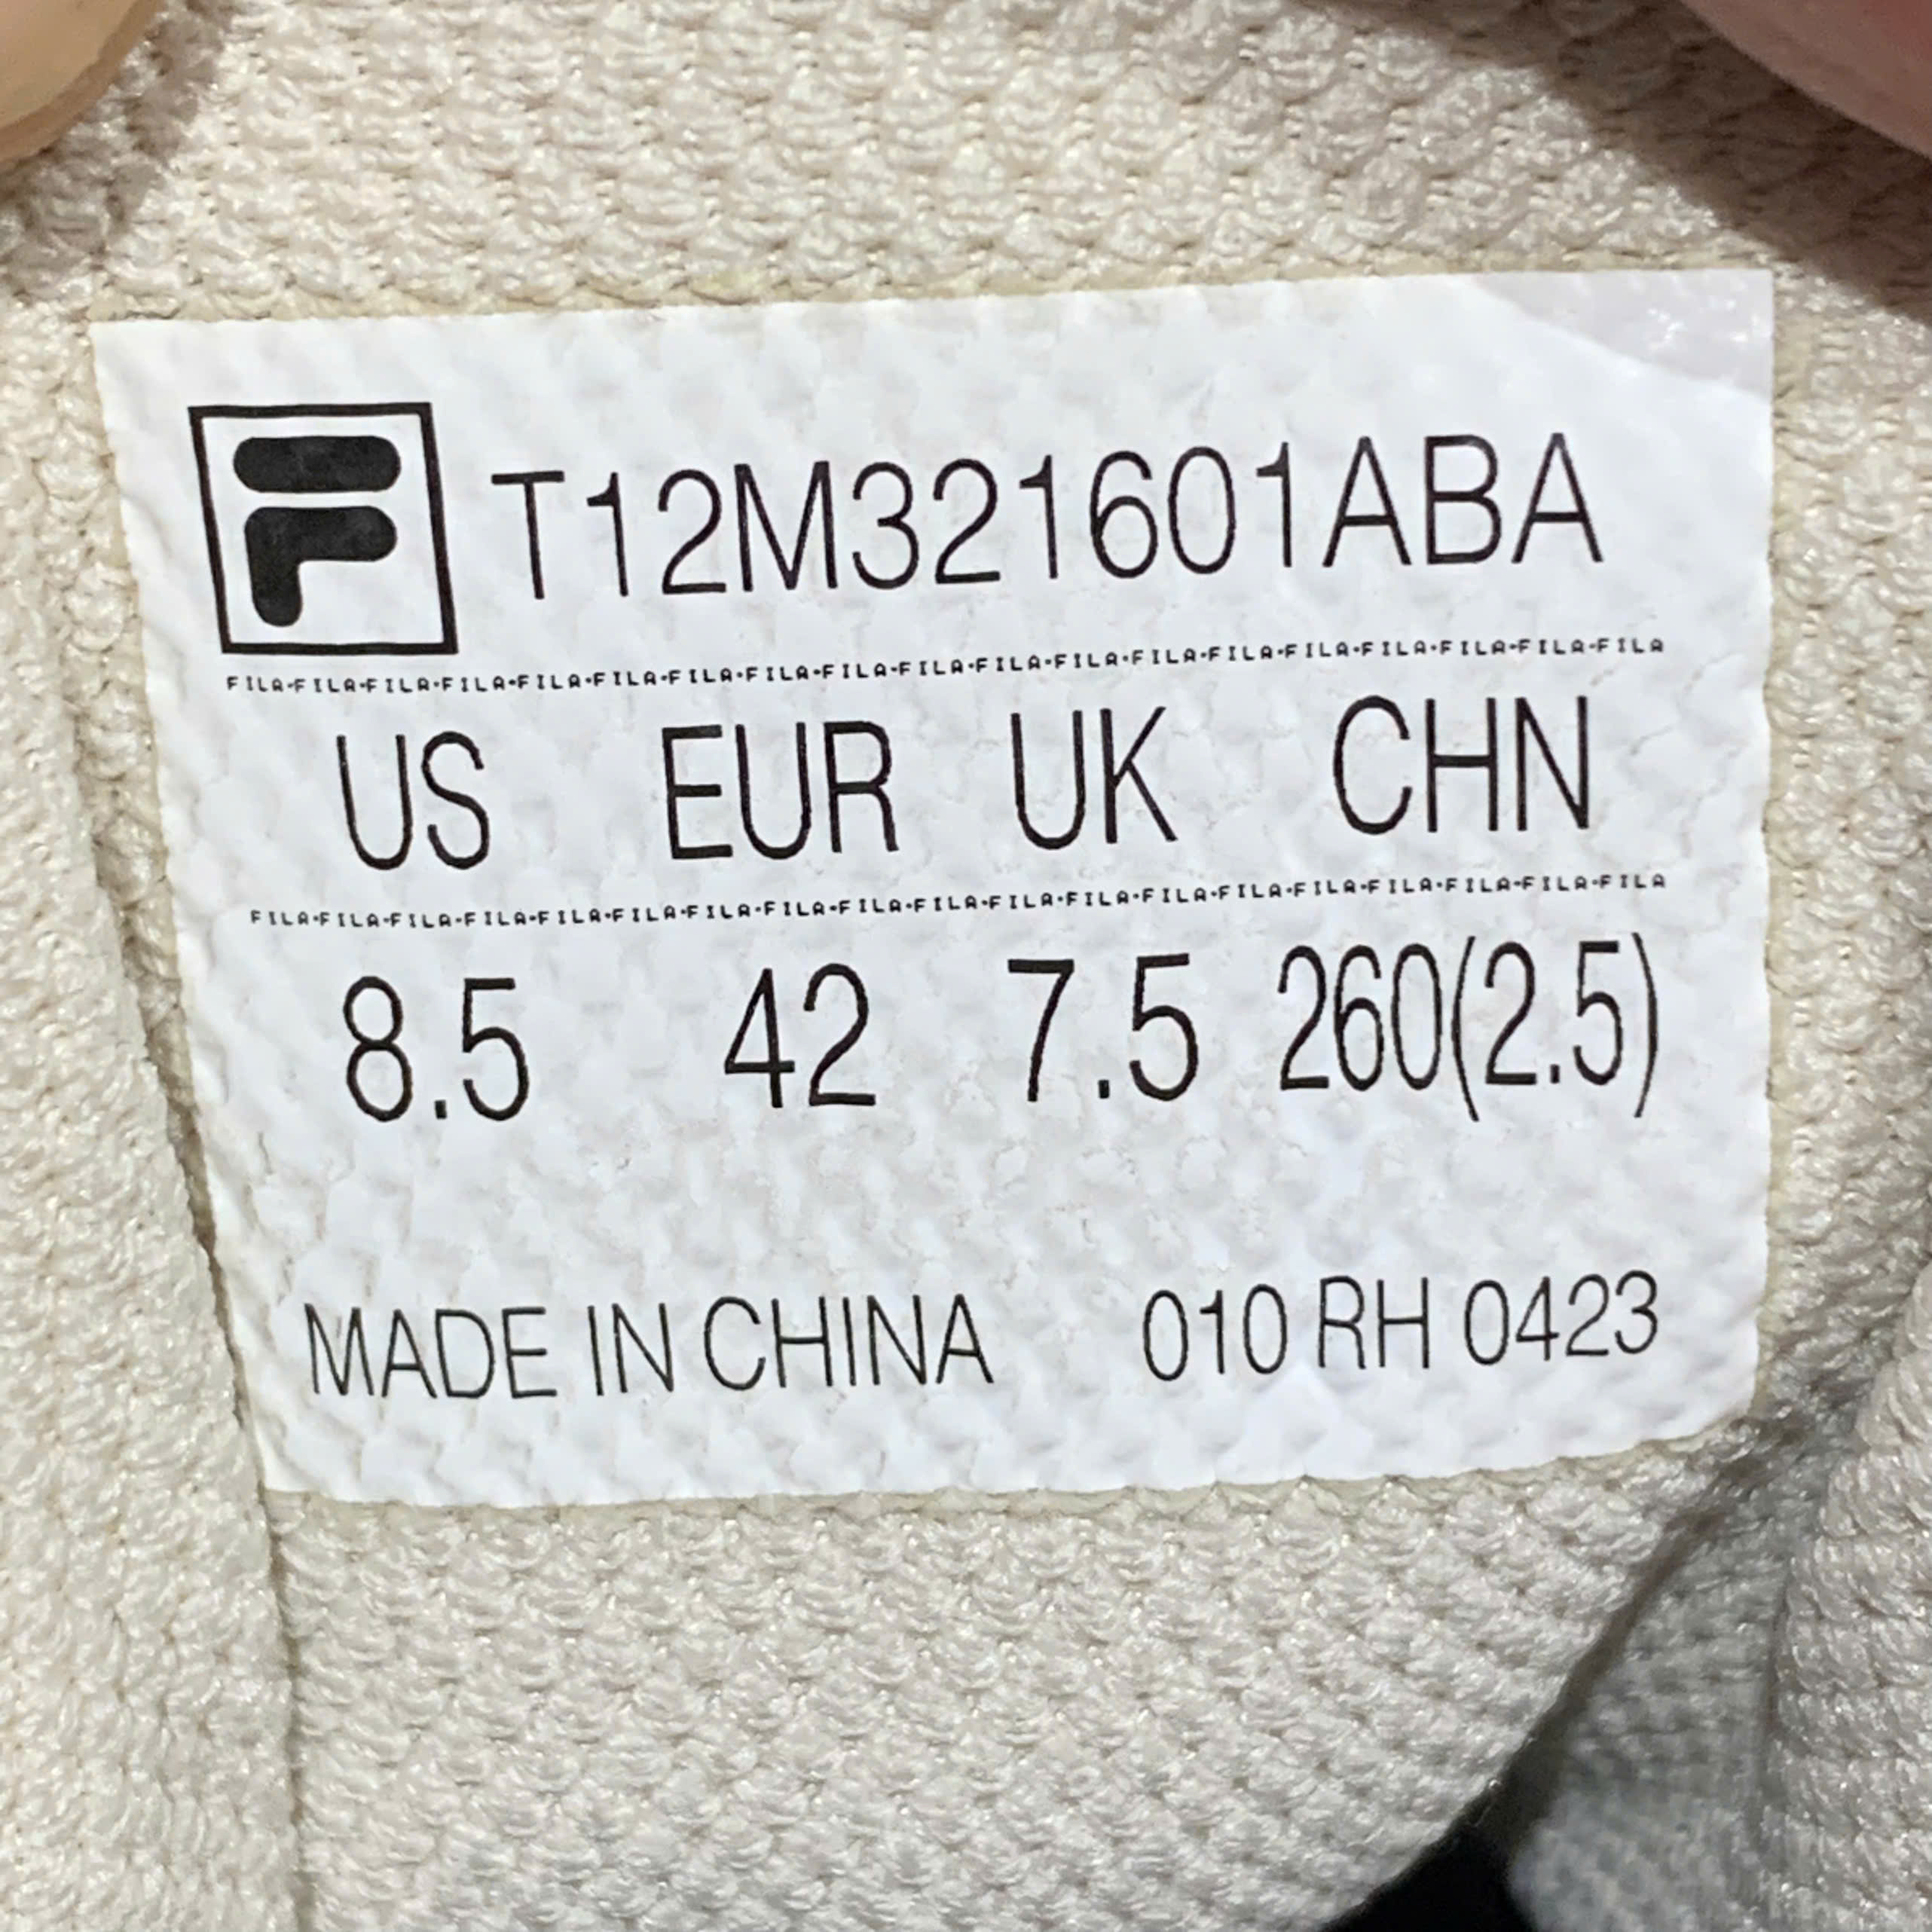 F T12M321601ABA
FILA•FILA•FILA•FILA•FILA•FILA•FILA•FILA•FILA•FILA•FILA•FILA•FILA•FILA•FILA•FILA•FILA•FILA•FILA
US EUR UK CHN
FILA•FILA•FILA•FILA•FILA•FILA•FILA•FILA•FILA•FILA•FILA•FILA•FILA•FILA•FILA•FILA•FILA•FILA•FILA
8.5 42 7.5 260(2.5)
MADE IN CHINA 010 RH 0423